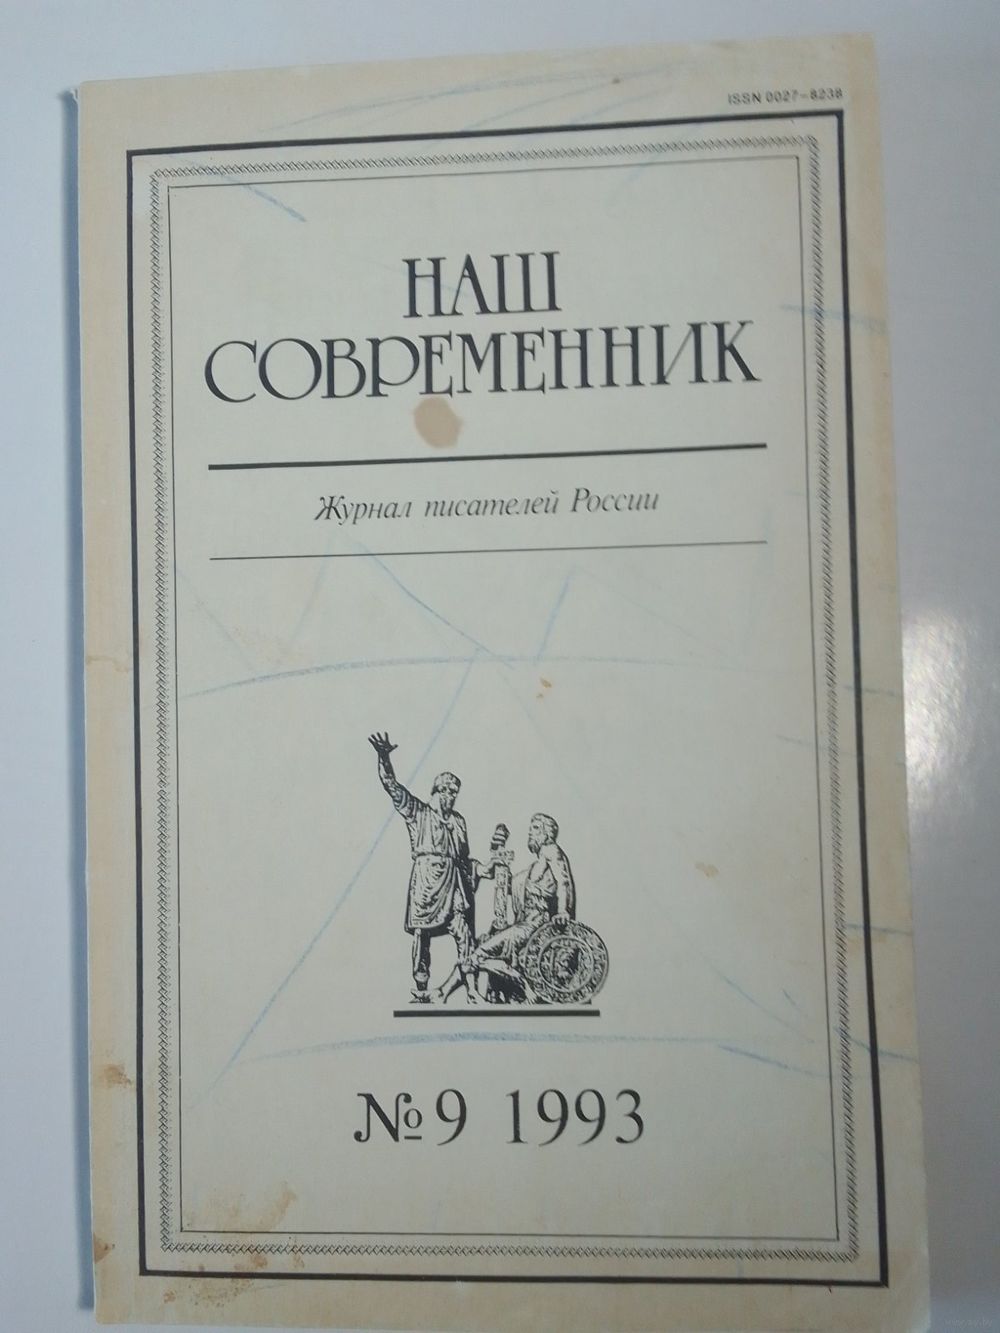 ISSN 0027-8238
НАШ
СОВРЕМЕННИК
Журнал писателей России
№9 1993